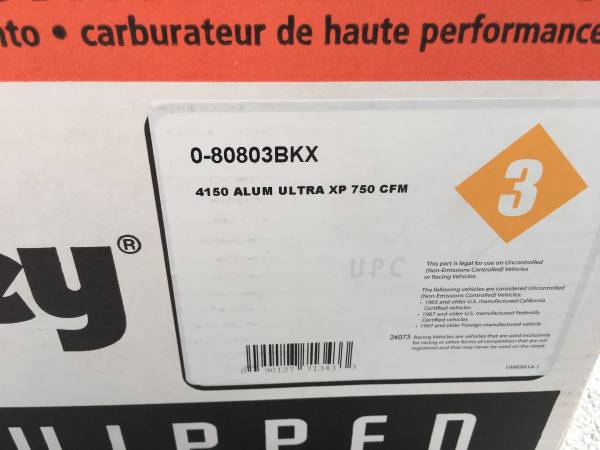 nto • carburateur de haute performance
0-80803BKX
4150 ALUM ULTRA XP 750 CFM
3
ey®
UPC
This part is legal for use on Uncontrolled
(Non-Emissions Controlled) Vehicles
or Racing Vehicles.
The following vehicles are considered Uncontrolled
(Non-Emissions Controlled) Vehicles:
• 1965 and older U.S. manufactured California
Certified vehicles
• 1967 and older U.S. manufactured Federally
Certified vehicles
• 1967 and older Foreign manufactured vehicle
24073 Racing Vehicles are vehicles that are used exclusively
for racing or other forms of competition that are not
registered and that may never be used on the street.
0 90127 71343 3
199R9914-1
UIPPED